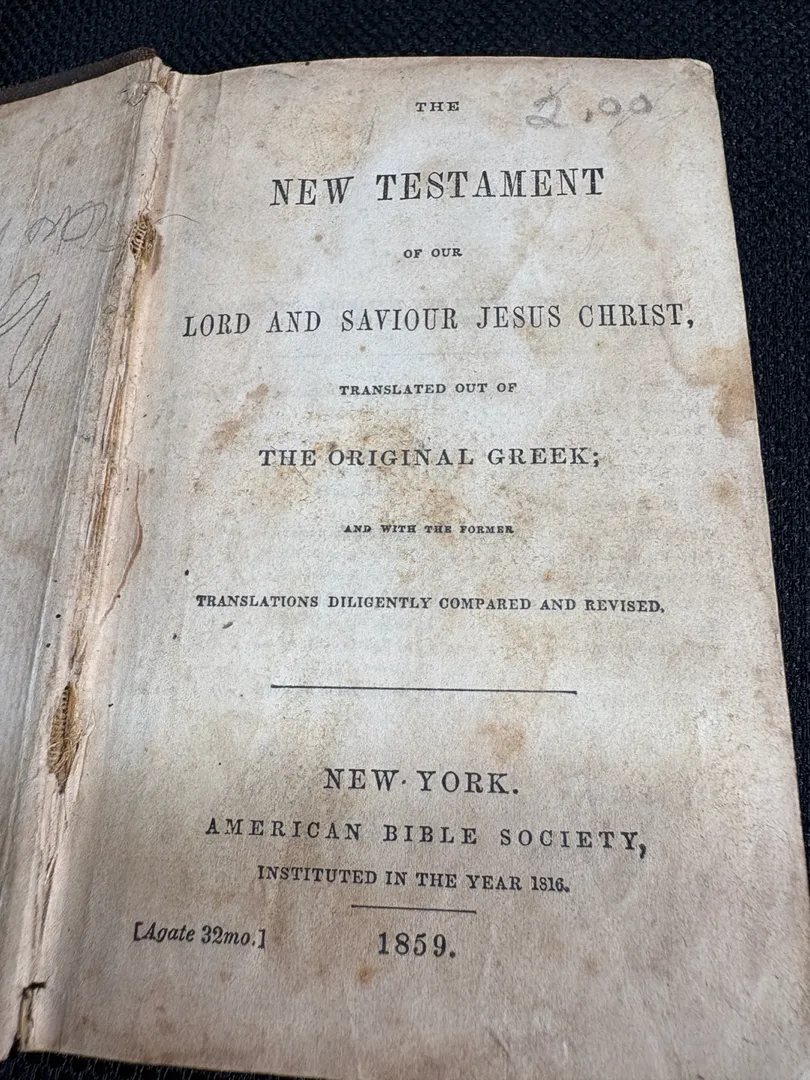 2.00
THE
NEW TESTAMENT
OF OUR
LORD AND SAVIOUR JESUS CHRIST,
TRANSLATED OUT OF
THE ORIGINAL GREEK;
AND WITH THE FORMER
TRANSLATIONS DILIGENTLY COMPARED AND REVISED.
NEW-YORK.
AMERICAN BIBLE SOCIETY,
INSTITUTED IN THE YEAR 1816.
[Agate 32mo.]
1859.